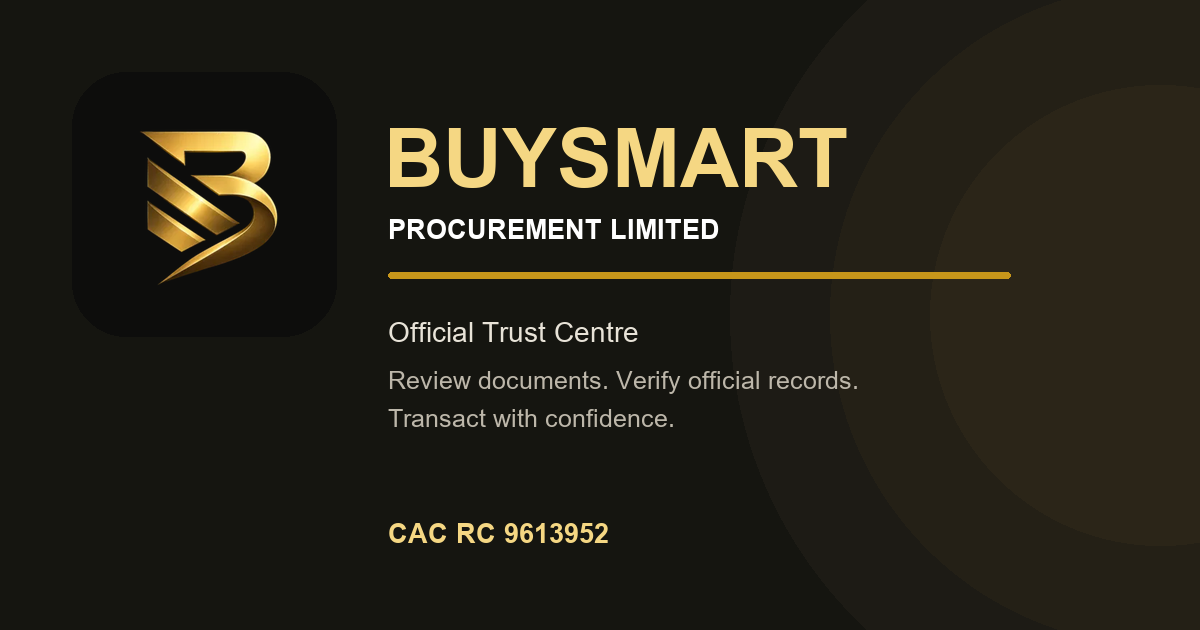 BUYSMART
PROCUREMENT LIMITED
Official Trust Centre
Review documents. Verify official records.
Transact with confidence.
CAC RC 9613952